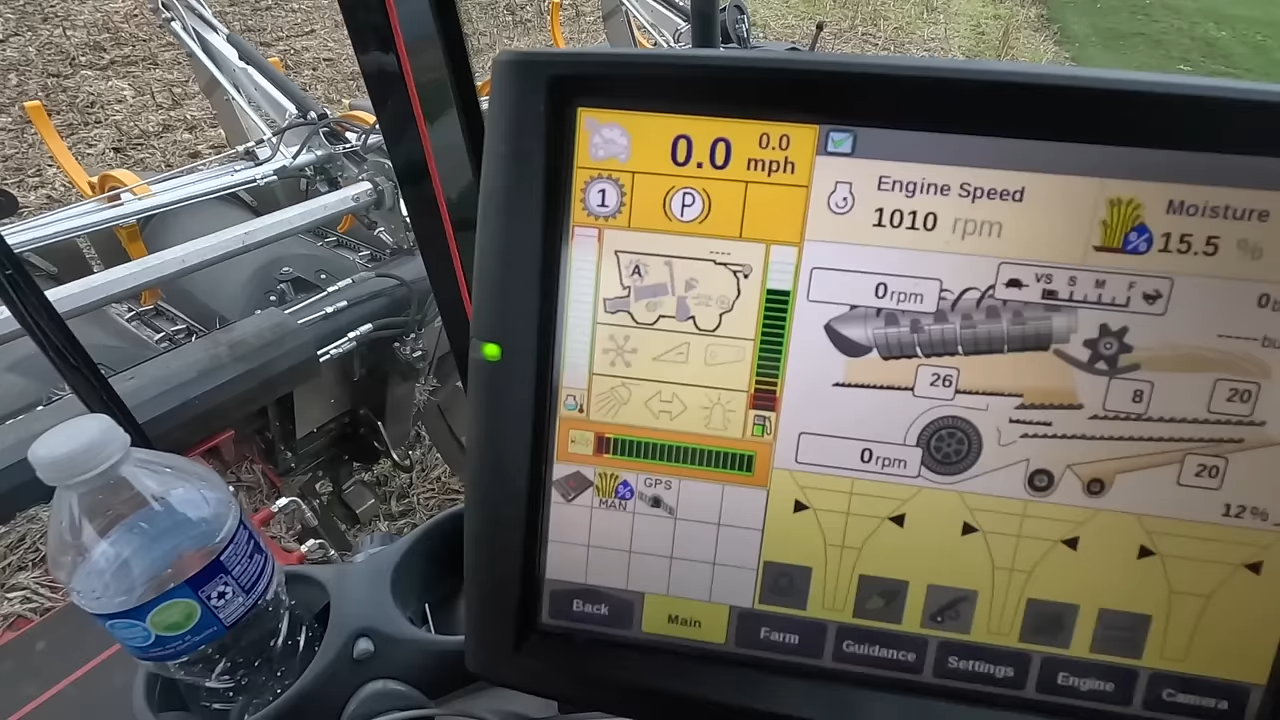 0.0
0.0
mph
1
P
Engine Speed
1010 rpm
Moisture
15.5 %
A
0 rpm
VS S M F
26
8
20
0 rpm
20
12%
MAN
GPS
Back
Main
Farm
Guidance
Settings
Engine
Camera